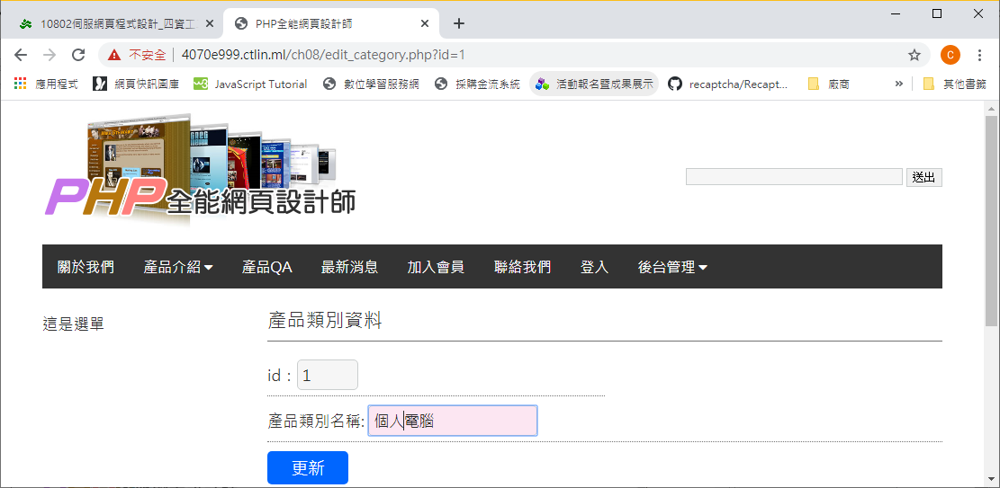 10802伺服網頁程式設計_四資工
PHP全能網頁設計師
不安全 4070e999.ctlin.ml/ch08/edit_category.php?id=1
C
應用程式 網頁快訊圖庫 JavaScript Tutorial 數位學習服務網 採購金流系統 活動報名暨成果展示 recaptcha/Recapt... 廠商 » 其他書籤
PHP全能網頁設計師
送出
關於我們 產品介紹 產品QA 最新消息 加入會員 聯絡我們 登入 後台管理
這是選單
產品類別資料
id：1
產品類別名稱: 個人電腦
更新